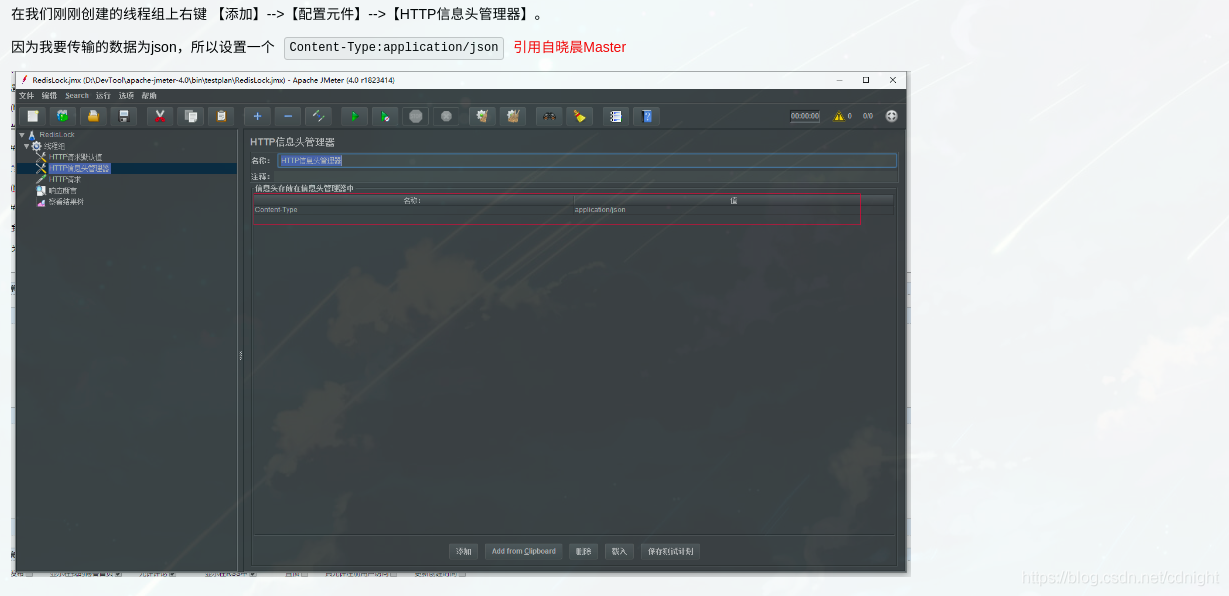 在我们刚刚创建的线程组上右键 【添加】-->【配置元件】-->【HTTP信息头管理器】。
因为我要传输的数据为json，所以设置一个 Content-Type:application/json 引用自晓晨Master
RedisLock.jmx (D:\DevTool\apache-jmeter-4.0\bin\testplan\RedisLock.jmx) - Apache JMeter (4.0 r1823414)
文件 编辑 Search 运行 选项 帮助
00:00:00 0 0/0
RedisLock
线程组
HTTP请求默认值
HTTP信息头管理器
HTTP请求
响应断言
察看结果树
HTTP信息头管理器
名称： HTTP信息头管理器
注释：
信息头存储在信息头管理器中
名称： 值
Content-Type application/json
添加 Add from Clipboard 删除 载入 保存测试计划
https://blog.csdn.net/cdnight